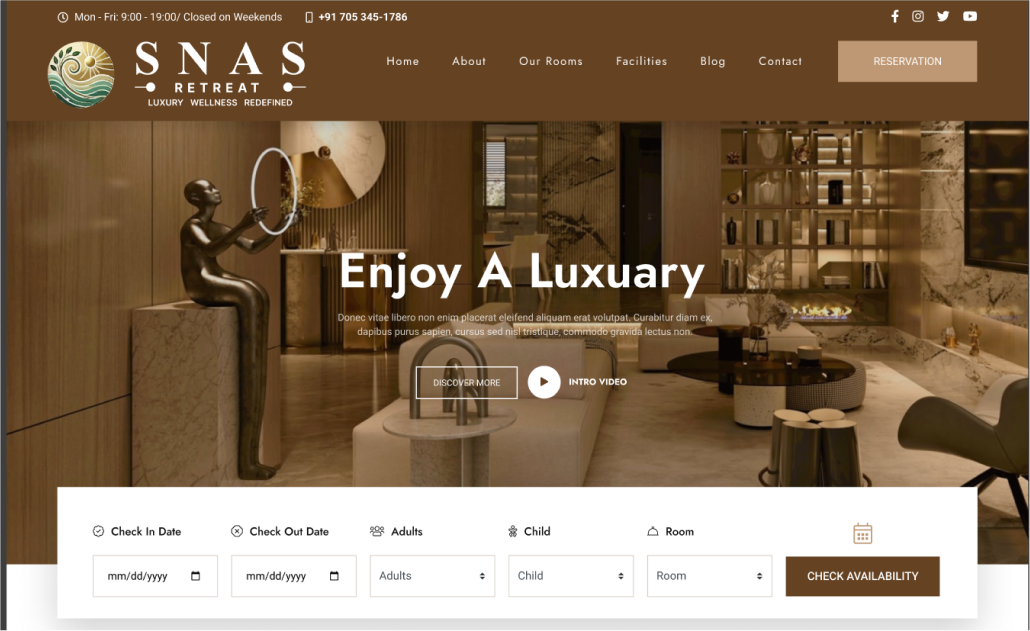 Mon - Fri: 9:00 - 19:00/ Closed on Weekends
+91 705 345-1786
SNAS
RETREAT
LUXURY WELLNESS REDEFINED
Home
About
Our Rooms
Facilities
Blog
Contact
RESERVATION
Enjoy A Luxuary
Donec vitae libero non enim placerat eleifend aliquam erat volutpat. Curabitur diam ex,
dapibus purus sapien, cursus sed nisl tristique, commodo gravida lectus non.
DISCOVER MORE
INTRO VIDEO
Check In Date
Check Out Date
Adults
Child
Room
mm/dd/yyyy
mm/dd/yyyy
Adults
Child
Room
CHECK AVAILABILITY